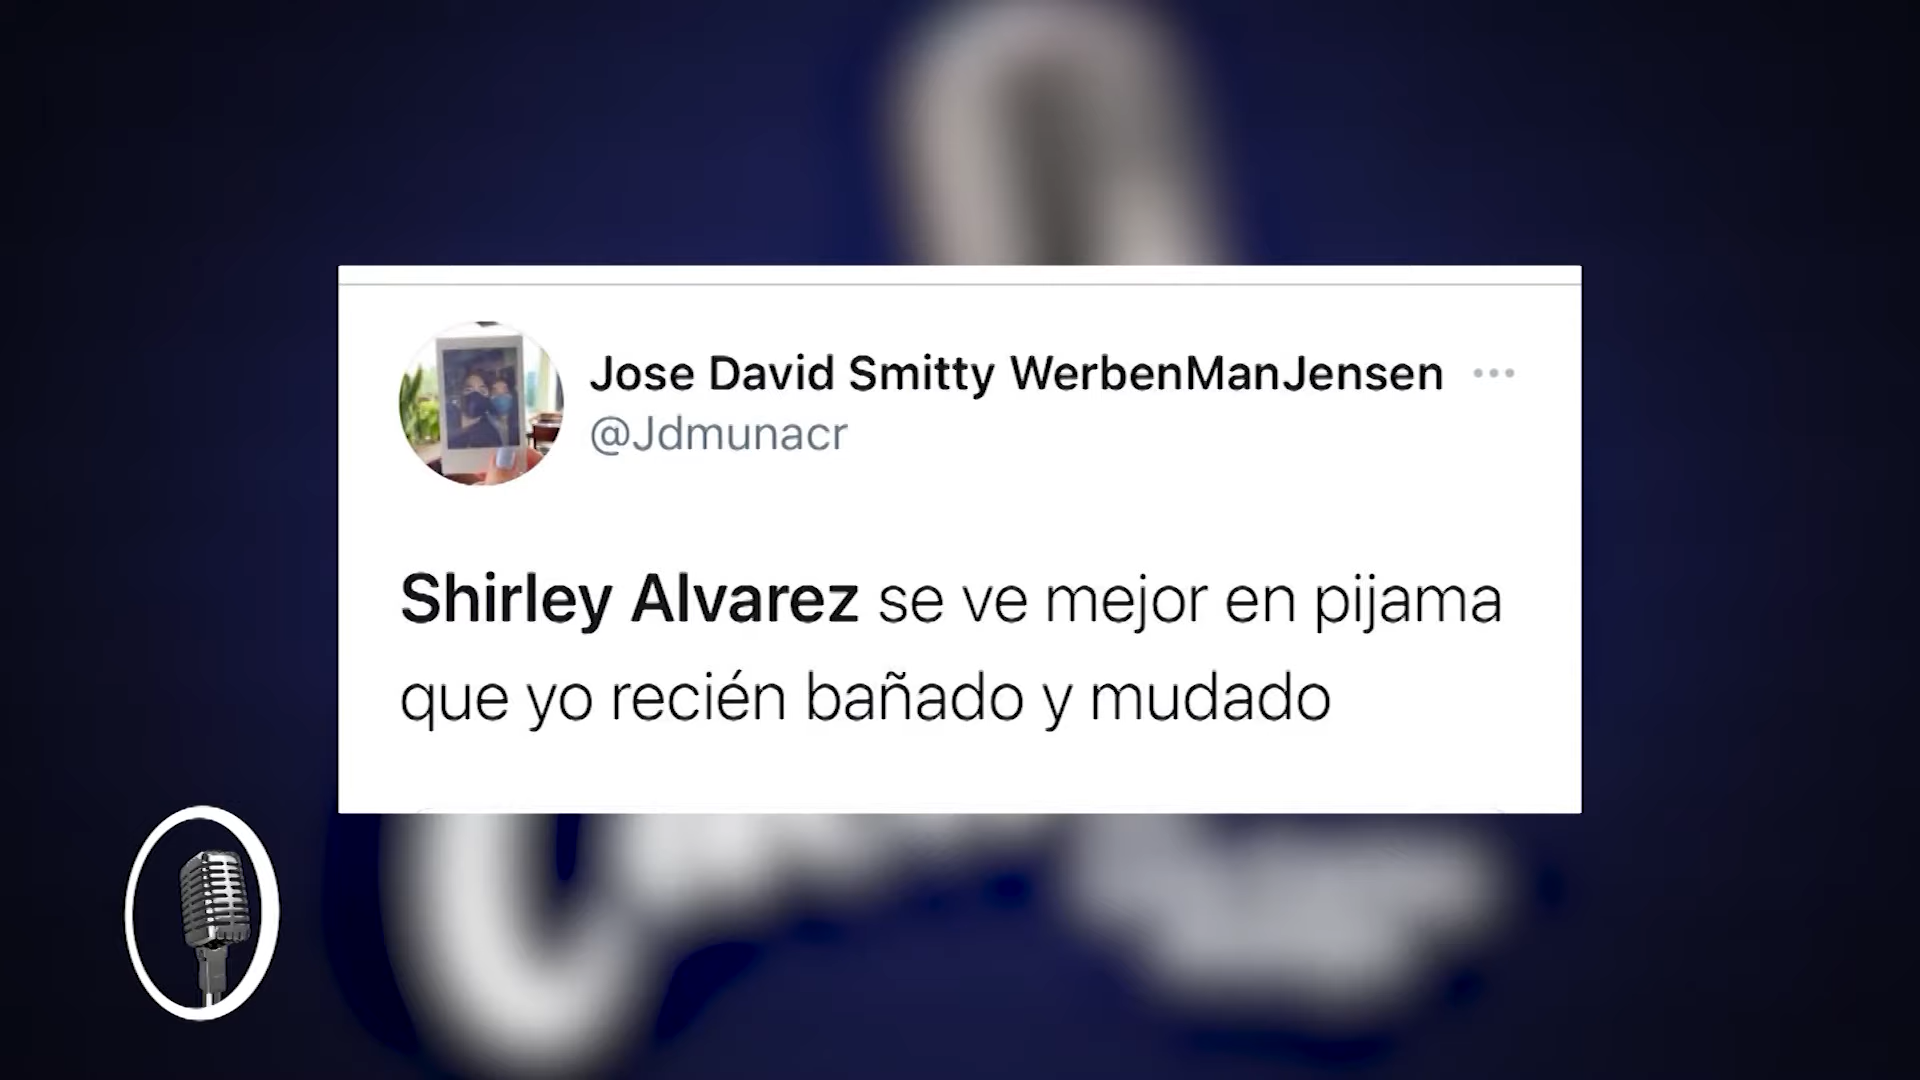 Jose David Smitty WerbenManJensen
@Jdmunacr
Shirley Alvarez se ve mejor en pijama
que yo recién bañado y mudado